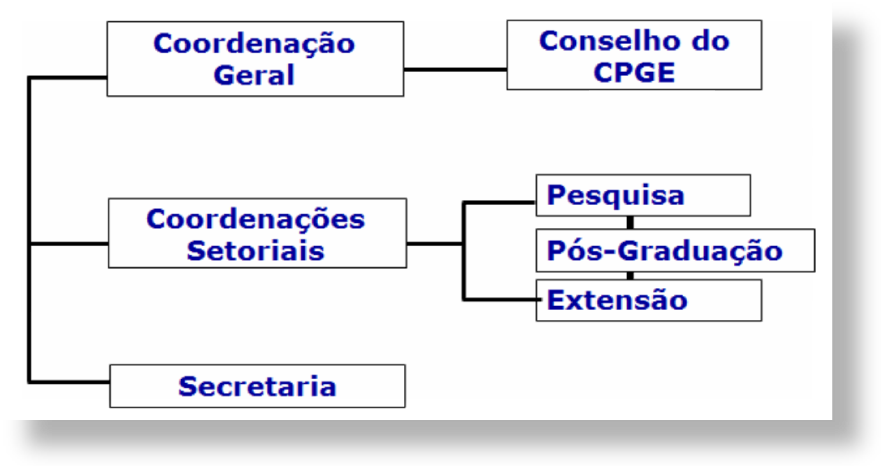 Coordenação
Geral
Conselho do
CPGE
Coordenações
Setoriais
Pesquisa
Pós-Graduação
Extensão
Secretaria